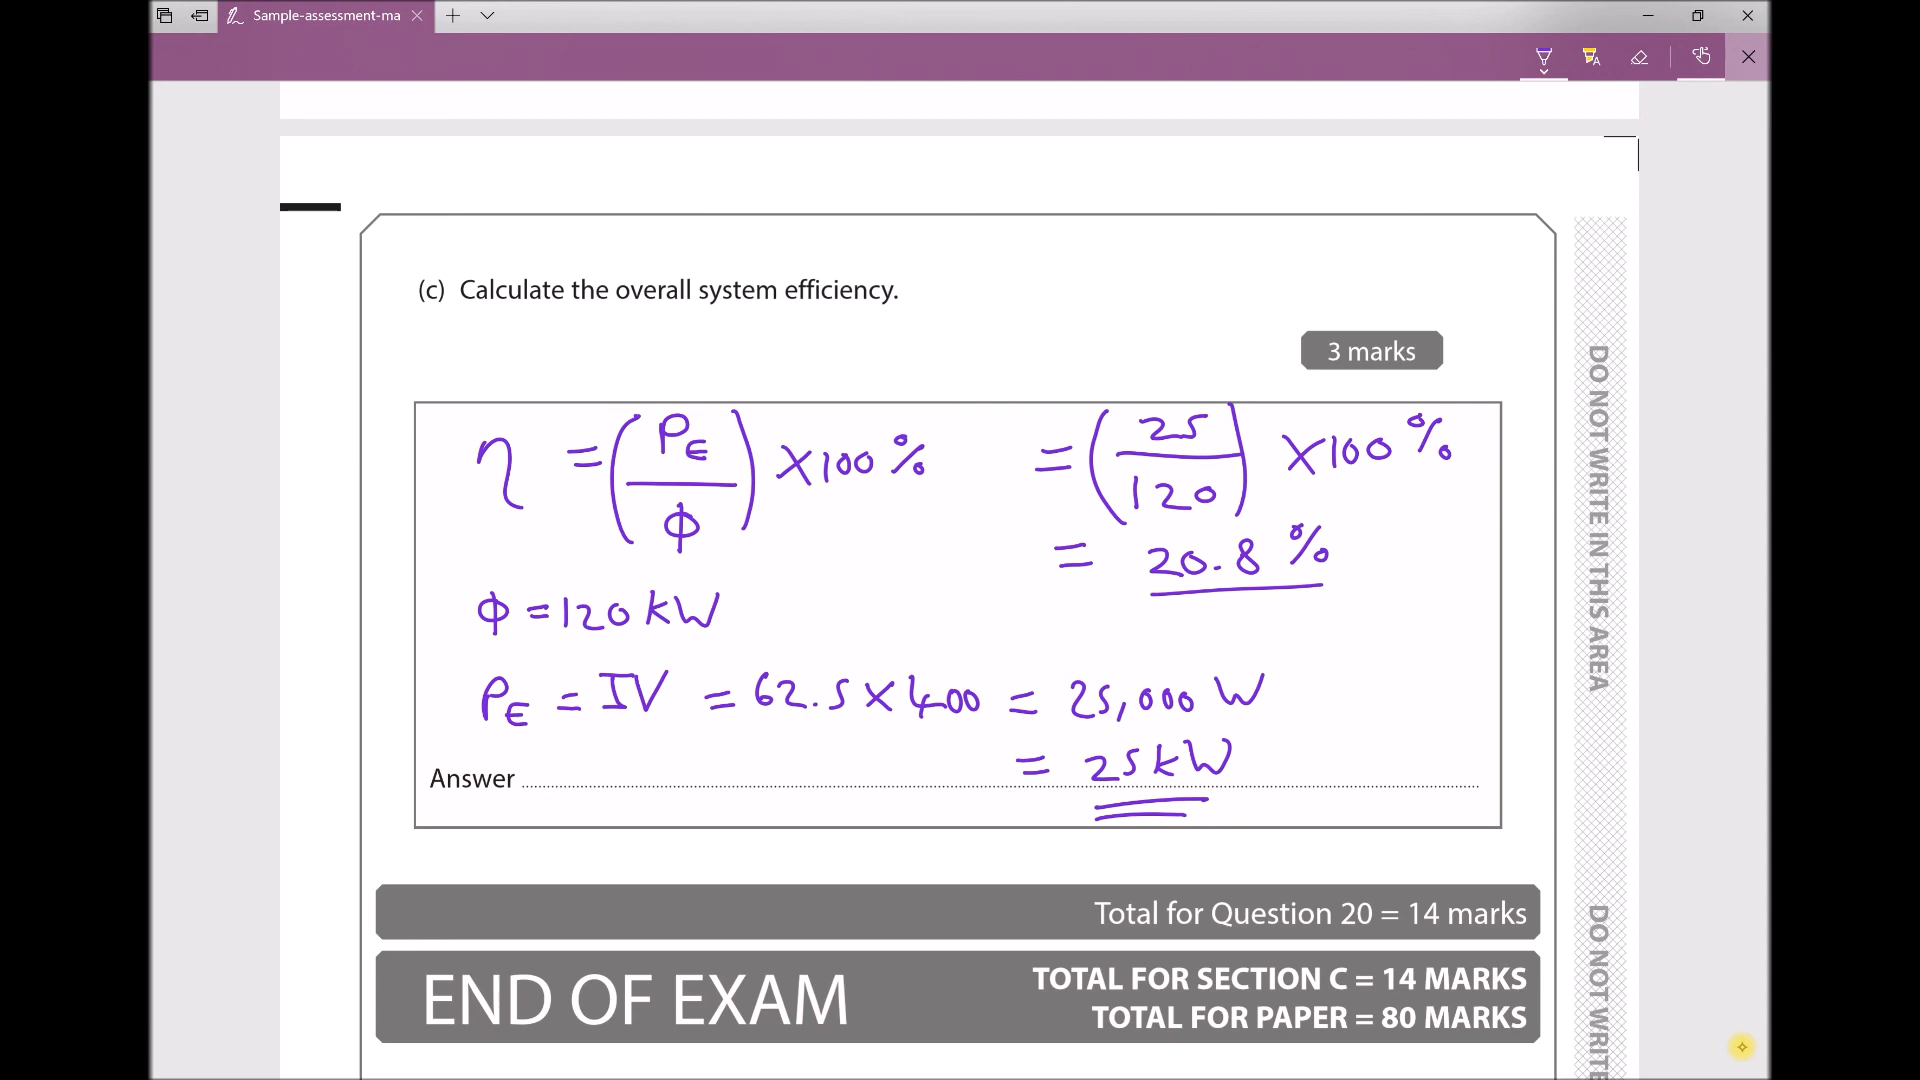 Sample-assessment-ma
(c) Calculate the overall system efficiency.
3 marks
η = (P_E / ϕ) × 100 %
= (25 / 120) × 100 %
= 20.8 %
ϕ = 120 kW
P_E = IV = 62.5 × 400 = 25,000 W
= 25 kW
Answer
Total for Question 20 = 14 marks
END OF EXAM
TOTAL FOR SECTION C = 14 MARKS
TOTAL FOR PAPER = 80 MARKS
DO NOT WRITE IN THIS AREA
DO NOT WRITE